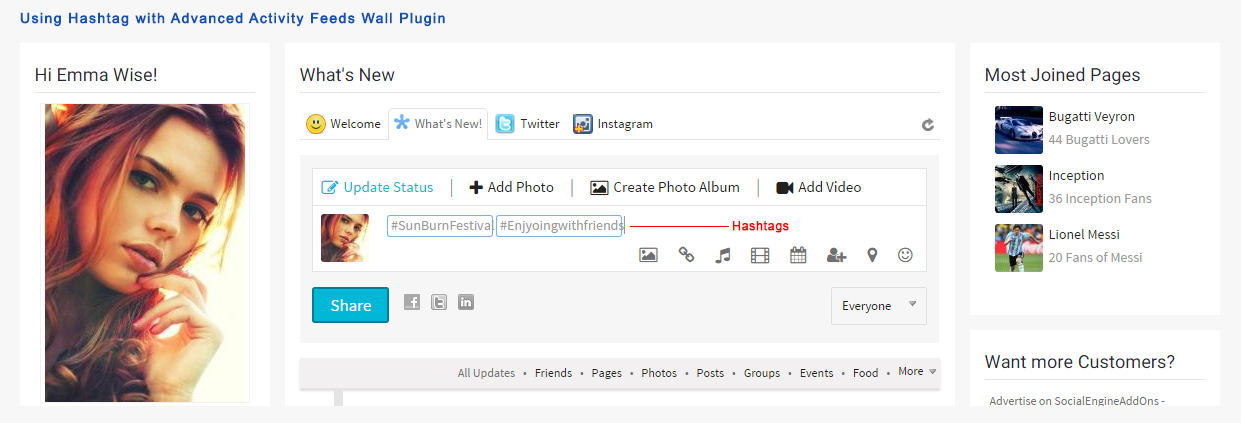 Using Hashtag with Advanced Activity Feeds Wall Plugin
Hi Emma Wise!
What's New
Welcome What's New! Twitter Instagram
Update Status | Add Photo | Create Photo Album | Add Video
#SunBurnFestival #Enjyoingwithfriends Hashtags
Share
Everyone
All Updates • Friends • Pages • Photos • Posts • Groups • Events • Food • More
Most Joined Pages
Bugatti Veyron
44 Bugatti Lovers
Inception
36 Inception Fans
Lionel Messi
20 Fans of Messi
Want more Customers?
Advertise on SocialEngineAddOns -